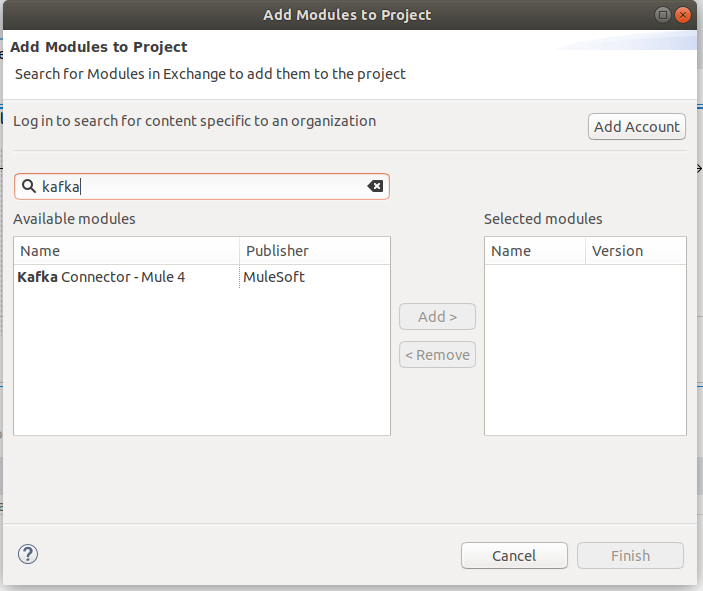 Add Modules to Project
Add Modules to Project
Search for Modules in Exchange to add them to the project
Log in to search for content specific to an organization
Add Account
kafka
Available modules
Name Publisher
Kafka Connector - Mule 4 MuleSoft
Add >
< Remove
Selected modules
Name Version
?
Cancel Finish